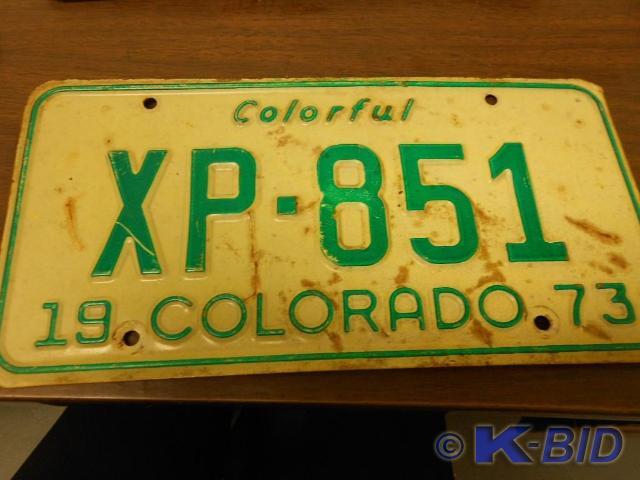 Colorful
XP·851
19 COLORADO 73
© K-BID